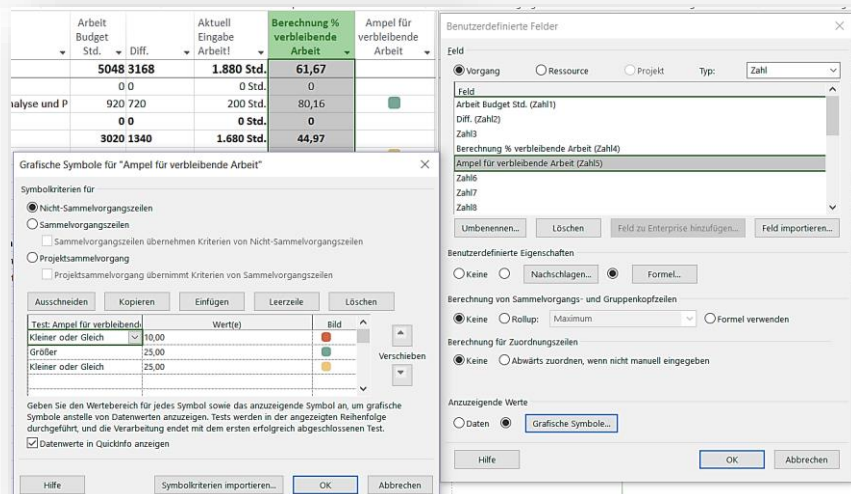 Arbeit Budget Std.
Diff.
Aktuell Eingabe Arbeit!
Berechnung % verbleibende Arbeit
Ampel für verbleibende Arbeit
5048 3168 1.880 Std. 61,67
0 0 0 Std. 0
nalyse und P 920 720 200 Std. 80,16
0 0 0 Std. 0
3020 1340 1.680 Std. 44,97
Grafische Symbole für "Ampel für verbleibende Arbeit"
Symbolkriterien für
Nicht-Sammelvorgangszeilen
Sammelvorgangszeilen
Sammelvorgangszeilen übernehmen Kriterien von Nicht-Sammelvorgangszeilen
Projektsammelvorgang
Projektsammelvorgang übernimmt Kriterien von Sammelvorgangszeilen
Ausschneiden Kopieren Einfügen Leerzeile Löschen
Test: Ampel für verbleibend Wert(e) Bild
Kleiner oder Gleich 10,00
Größer 25,00
Kleiner oder Gleich 25,00
Verschieben
Geben Sie den Wertebereich für jedes Symbol sowie das anzuzeigende Symbol an, um grafische
Symbole anstelle von Datenwerten anzuzeigen. Tests werden in der angezeigten Reihenfolge
durchgeführt, und die Verarbeitung endet mit dem ersten erfolgreich abgeschlossenen Test.
Datenwerte in QuickInfo anzeigen
Hilfe Symbolkriterien importieren... OK Abbrechen
Benutzerdefinierte Felder
Feld
Vorgang Ressource Projekt Typ: Zahl
Feld
Arbeit Budget Std. (Zahl1)
Diff. (Zahl2)
Zahl3
Berechnung % verbleibende Arbeit (Zahl4)
Ampel für verbleibende Arbeit (Zahl5)
Zahl6
Zahl7
Zahl8
Umbenennen... Löschen Feld zu Enterprise hinzufügen... Feld importieren...
Benutzerdefinierte Eigenschaften
Keine Nachschlagen... Formel...
Berechnung von Sammelvorgangs- und Gruppenkopfzeilen
Keine Rollup: Maximum Formel verwenden
Berechnung für Zuordnungszeilen
Keine Abwärts zuordnen, wenn nicht manuell eingegeben
Anzuzeigende Werte
Daten Grafische Symbole...
Hilfe OK Abbrechen